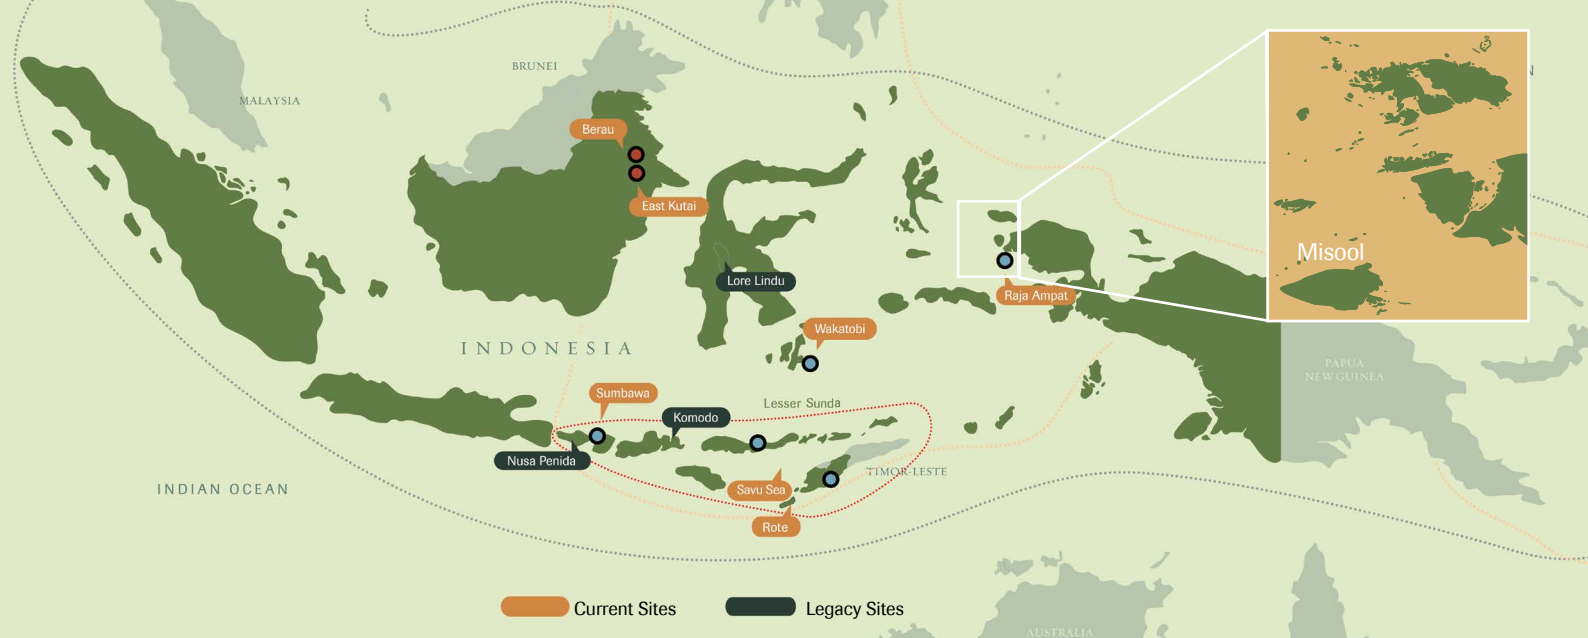 BRUNEI
MALAYSIA
Berau
East Kutai
Lore Lindu
Misool
Raja Ampat
Wakatobi
INDONESIA
PAPUA
NEW GUINEA
Sumbawa
Lesser Sunda
Komodo
Nusa Penida
TIMOR-LESTE
INDIAN OCEAN
Savu Sea
Rote
Current Sites
Legacy Sites
AUSTRALIA